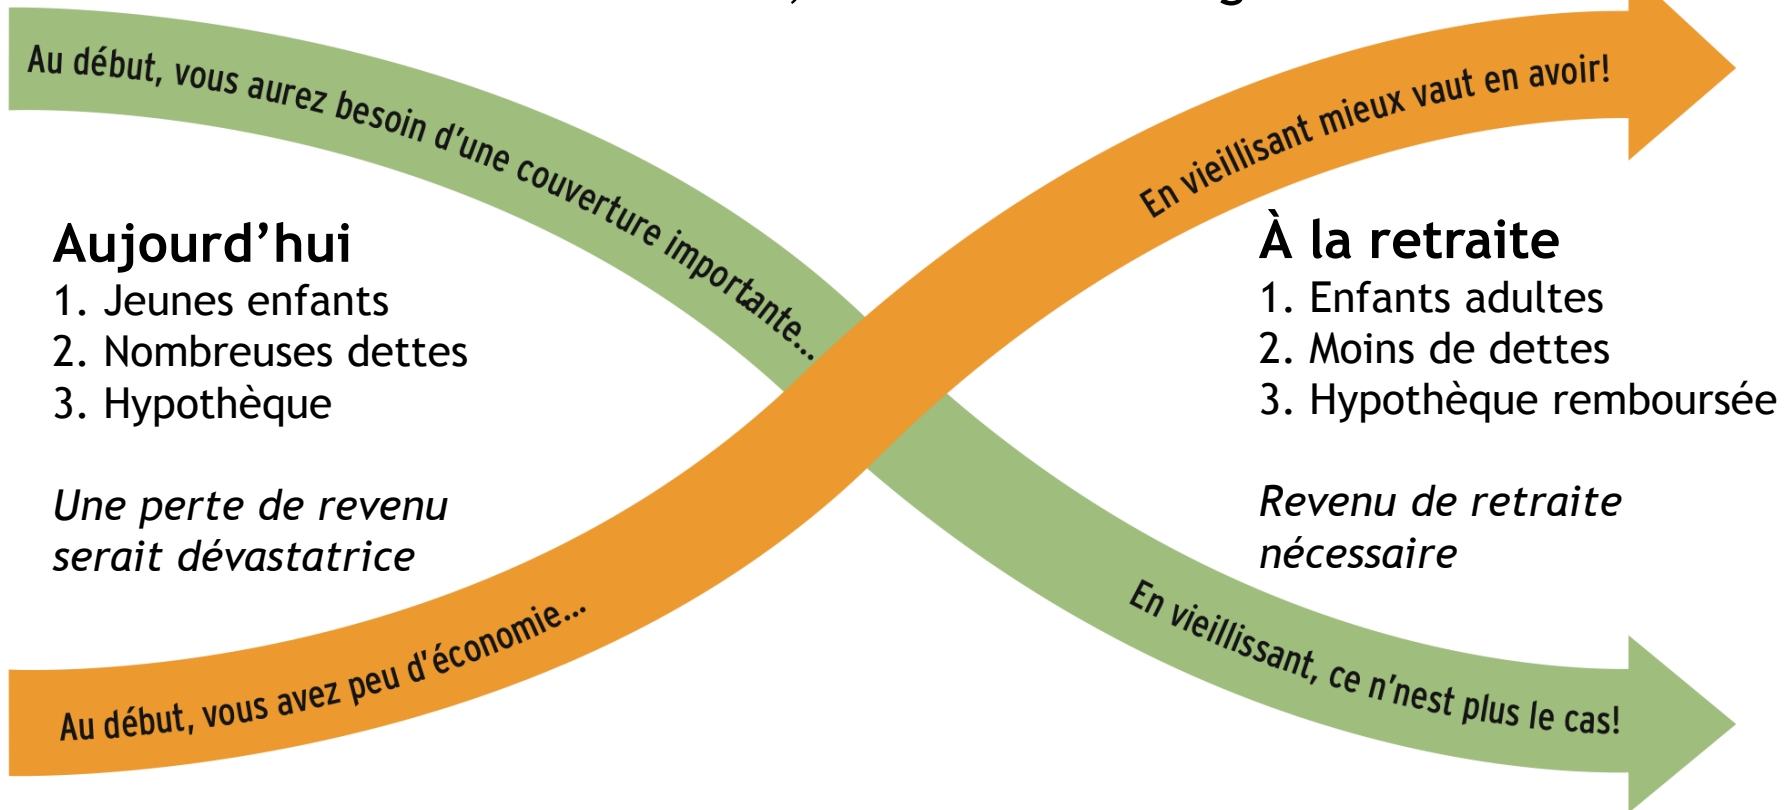 Au début, vous aurez besoin d'une couverture importante...
En vieillisant mieux vaut en avoir!
Aujourd'hui
1. Jeunes enfants
2. Nombreuses dettes
3. Hypothèque
Une perte de revenu
serait dévastatrice
À la retraite
1. Enfants adultes
2. Moins de dettes
3. Hypothèque remboursée
Revenu de retraite
nécessaire
Au début, vous avez peu d'économie...
En vieillissant, ce n'nest plus le cas!